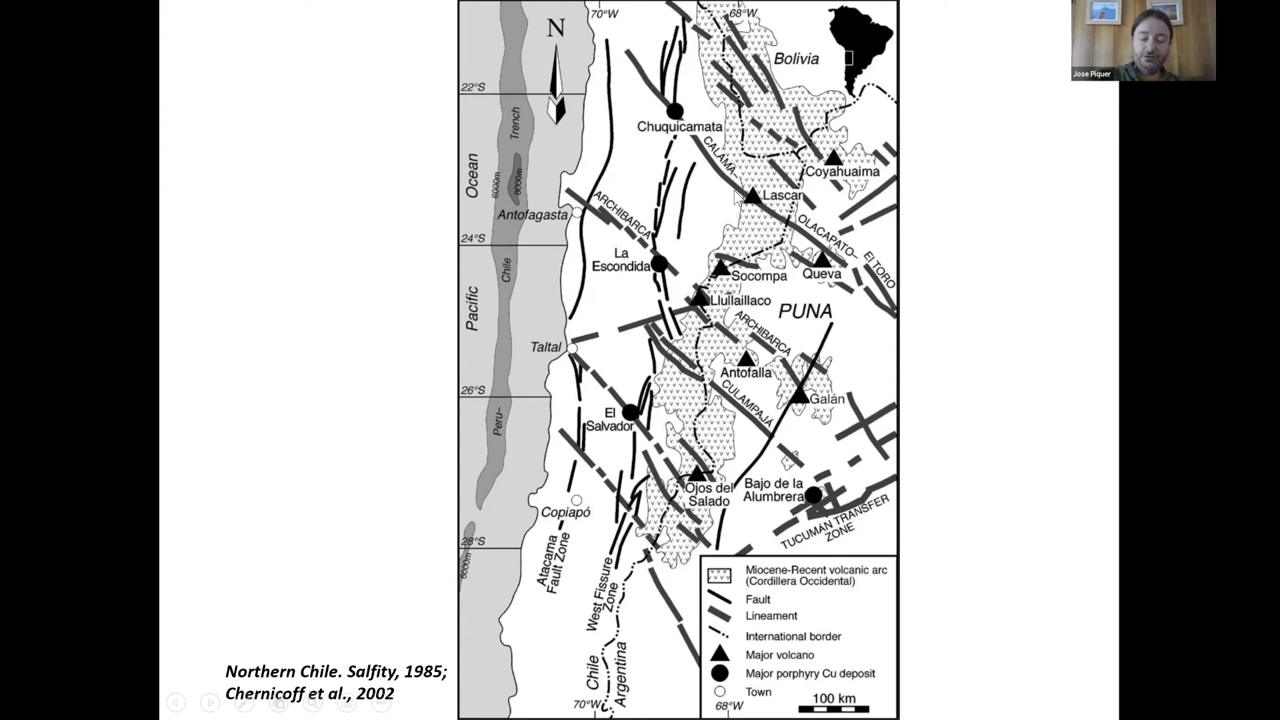 70°W
68°W
N
Bolivia
Jose Piquer
22°S
Trench
Chuquicamata
Ocean
6000m
8000m
CALAMA–
Coyahuaima
Lascar
Antofagasta
ARCHIBARCA
OLACAPATO–
EL TORO
24°S
La
Escondida
Chile
Socompa
Queva
Pacific
Llullaillaco
PUNA
ARCHIBARCA
Taltal
Antofalla
26°S
CULAMPAJÁ
Galán
Peru–
El
Salvador
Ojos del
Salado
Bajo de la
Alumbrera
Copiapó
TUCUMÁN TRANSFER
ZONE
28°S
6000m
Atacama
Fault Zone
West Fissure
Zone
Chile
Argentina
Miocene-Recent volcanic arc
(Cordillera Occidental)
Fault
Lineament
International border
Major volcano
Major porphyry Cu deposit
Town
100 km
70°W
68°W
Northern Chile. Salfity, 1985;
Chernicoff et al., 2002